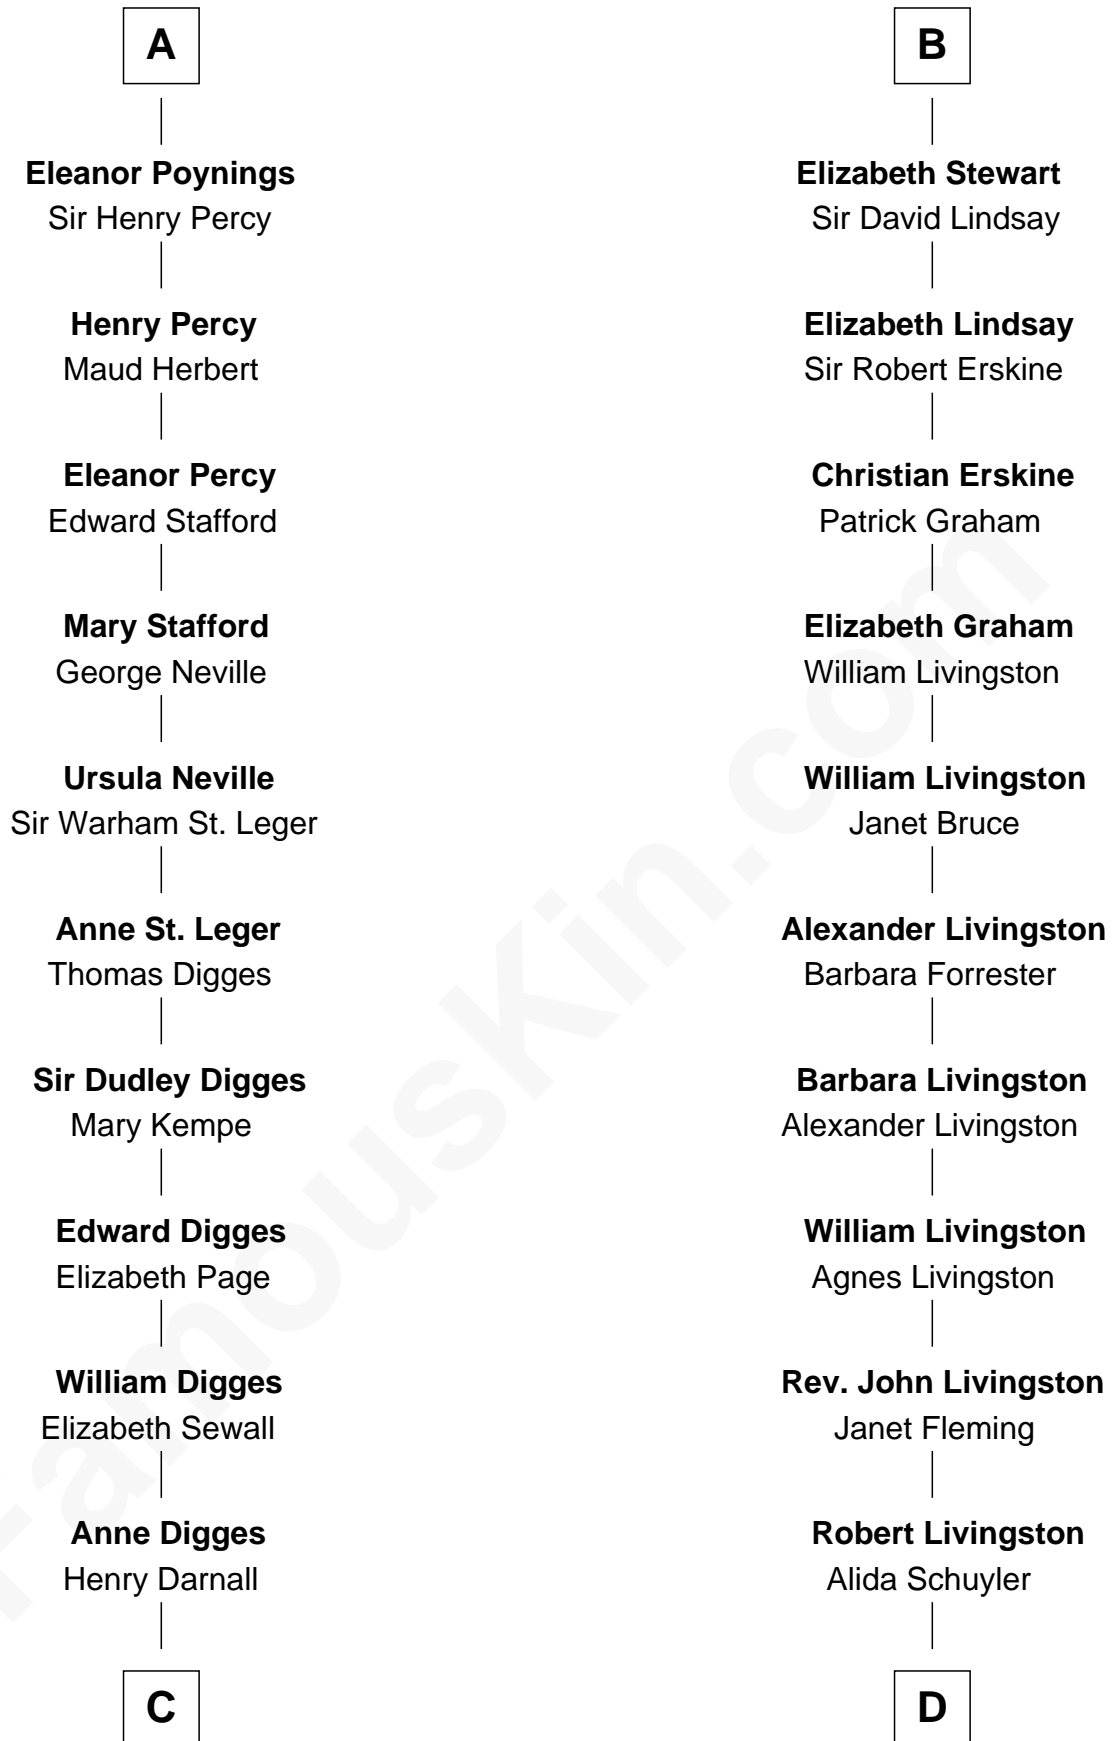 A
Eleanor Poynings
Sir Henry Percy
Henry Percy
Maud Herbert
Eleanor Percy
Edward Stafford
Mary Stafford
George Neville
Ursula Neville
Sir Warham St. Leger
Anne St. Leger
Thomas Digges
Sir Dudley Digges
Mary Kempe
Edward Digges
Elizabeth Page
William Digges
Elizabeth Sewall
Anne Digges
Henry Darnall
C
B
Elizabeth Stewart
Sir David Lindsay
Elizabeth Lindsay
Sir Robert Erskine
Christian Erskine
Patrick Graham
Elizabeth Graham
William Livingston
William Livingston
Janet Bruce
Alexander Livingston
Barbara Forrester
Barbara Livingston
Alexander Livingston
William Livingston
Agnes Livingston
Rev. John Livingston
Janet Fleming
Robert Livingston
Alida Schuyler
D
FamousKin.com